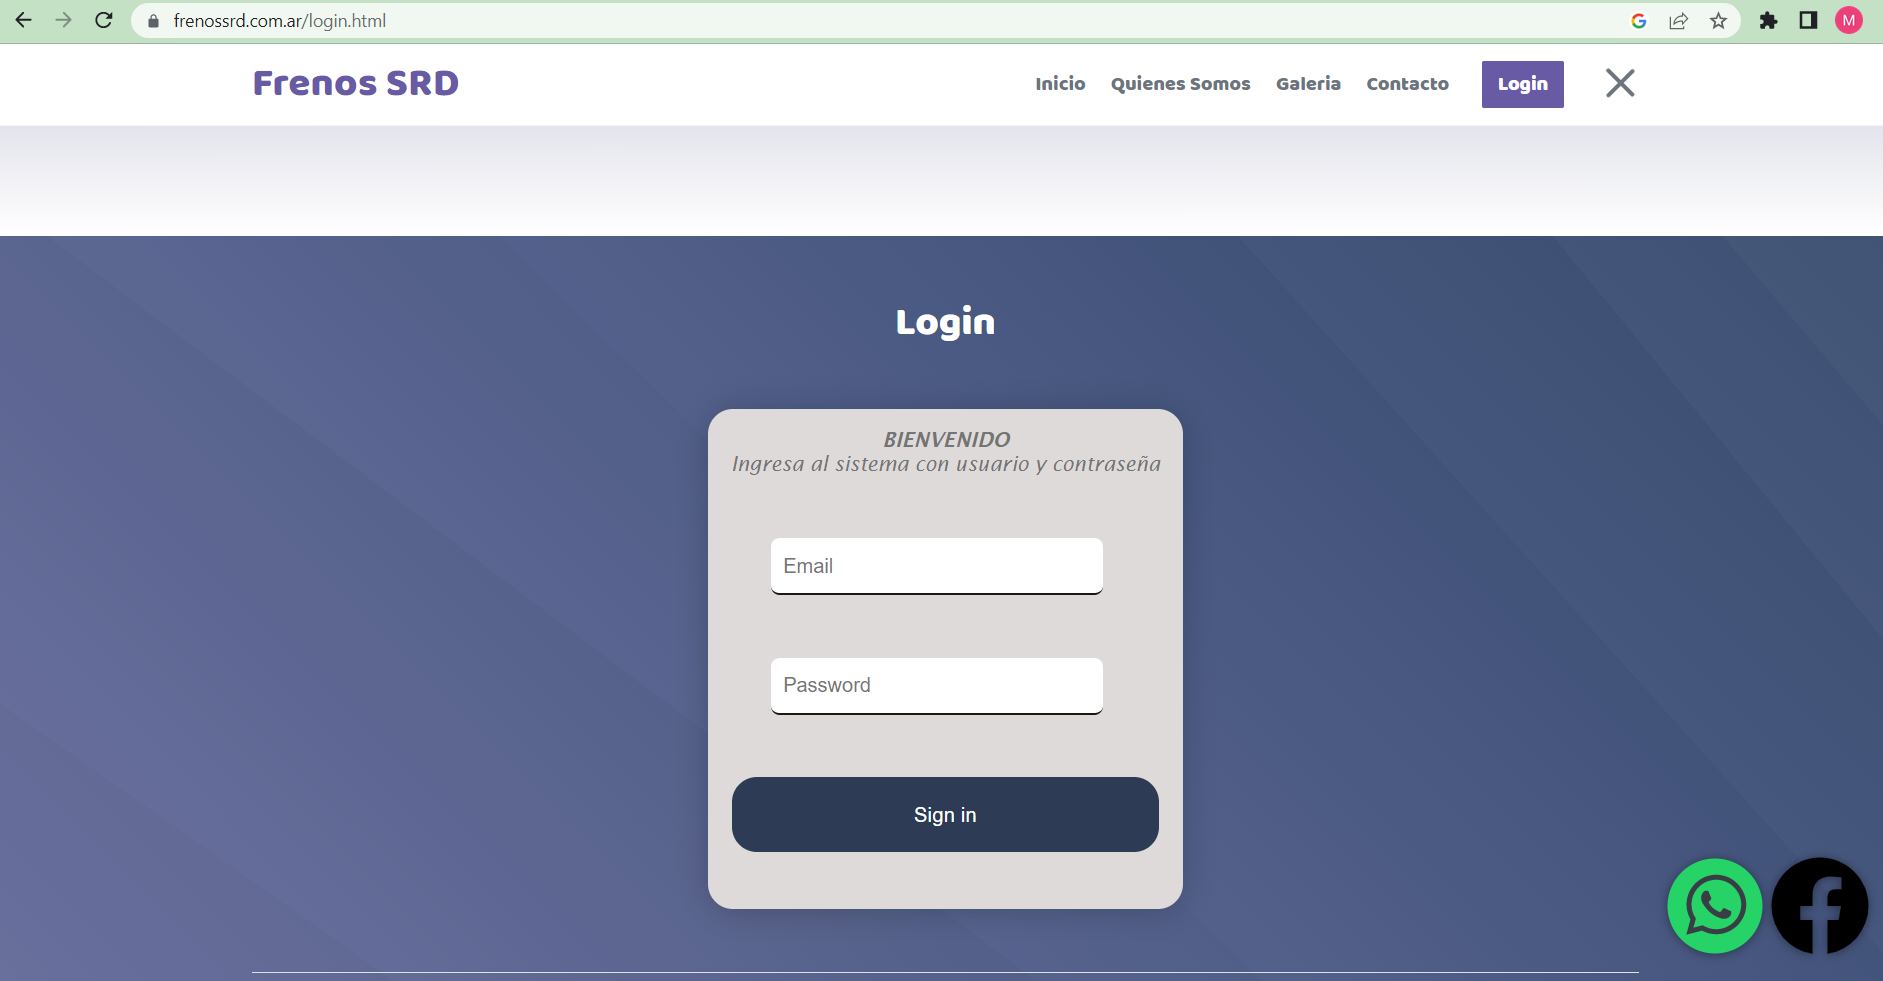 frenossrd.com.ar/login.html
M
Frenos SRD
Inicio Quienes Somos Galeria Contacto Login
Login
BIENVENIDO
Ingresa al sistema con usuario y contraseña
Email
Password
Sign in